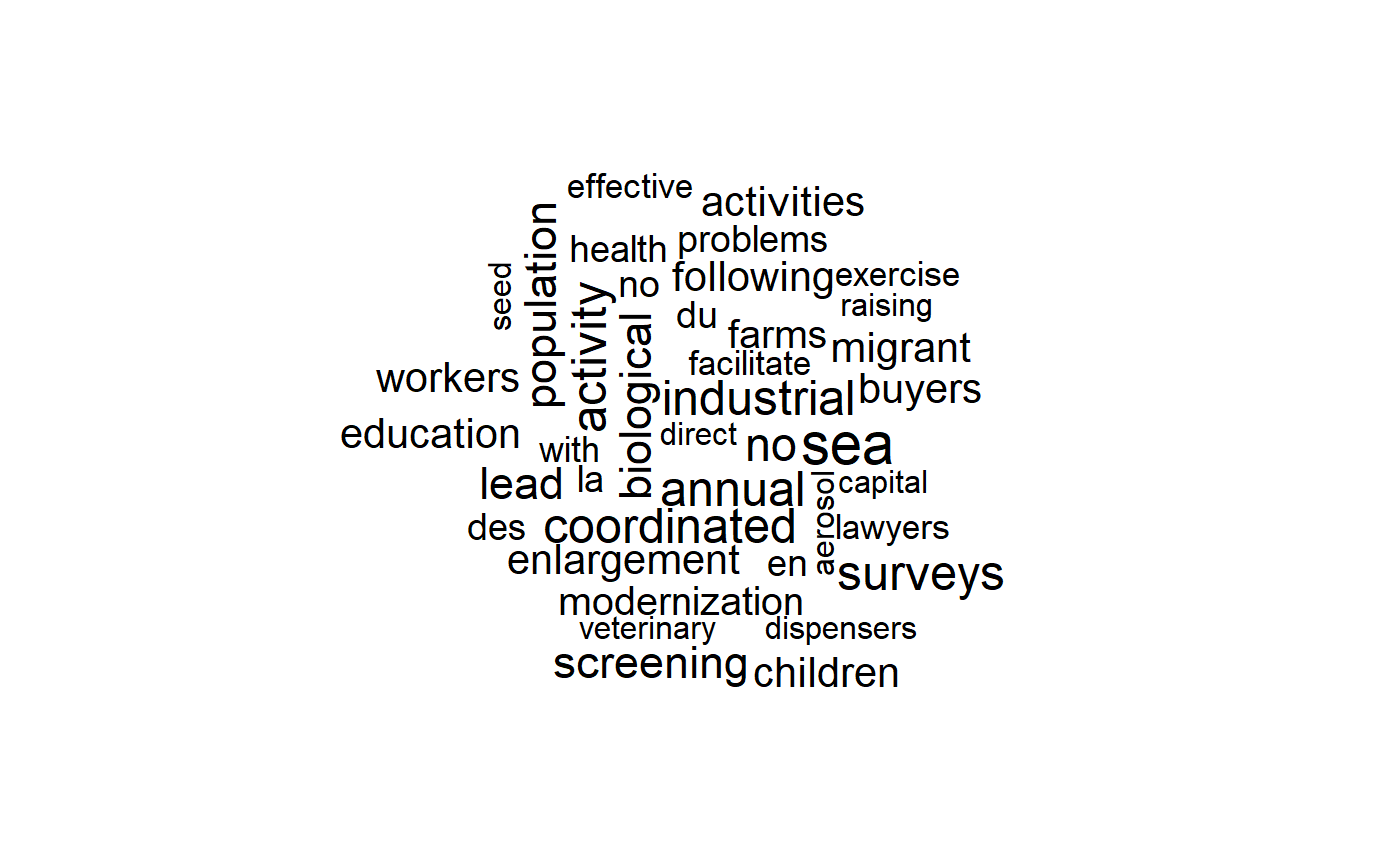 effective
activities
population
health
problems
seed
activity
no
following
exercise
raising
du
farms
biological
facilitate
migrant
workers
industrial
buyers
education
with
direct
no
sea
lead
la
annual
aerosol
capital
des
coordinated
lawyers
enlargement
en
surveys
modernization
veterinary
dispensers
screening
children